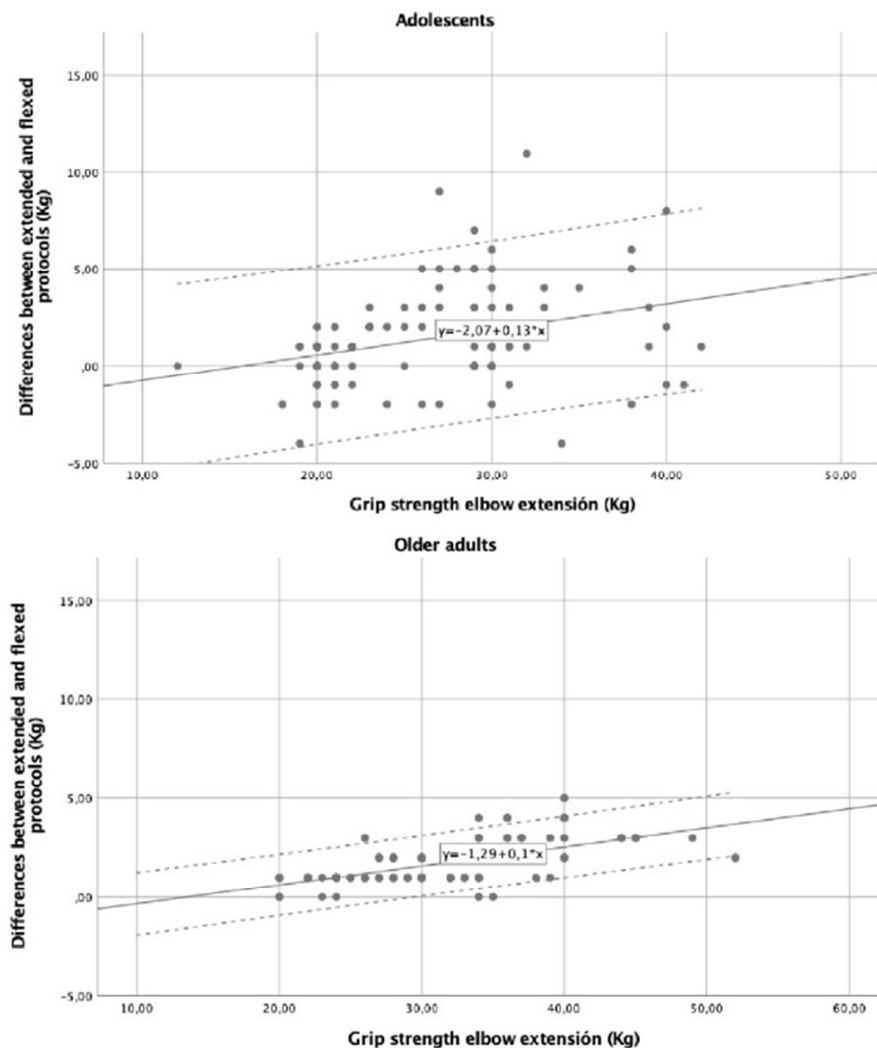 Adolescents
Differences between extended and flexed
protocols (Kg)
15,00
10,00
5,00
,00
-5,00
y=-2,07+0,13*x
10,00 20,00 30,00 40,00 50,00
Grip strength elbow extensión (Kg)
Older adults
Differences between extended and flexed
protocols (Kg)
15,00
10,00
5,00
,00
-5,00
y=-1,29+0,1*x
10,00 20,00 30,00 40,00 50,00 60,00
Grip strength elbow extensión (Kg)